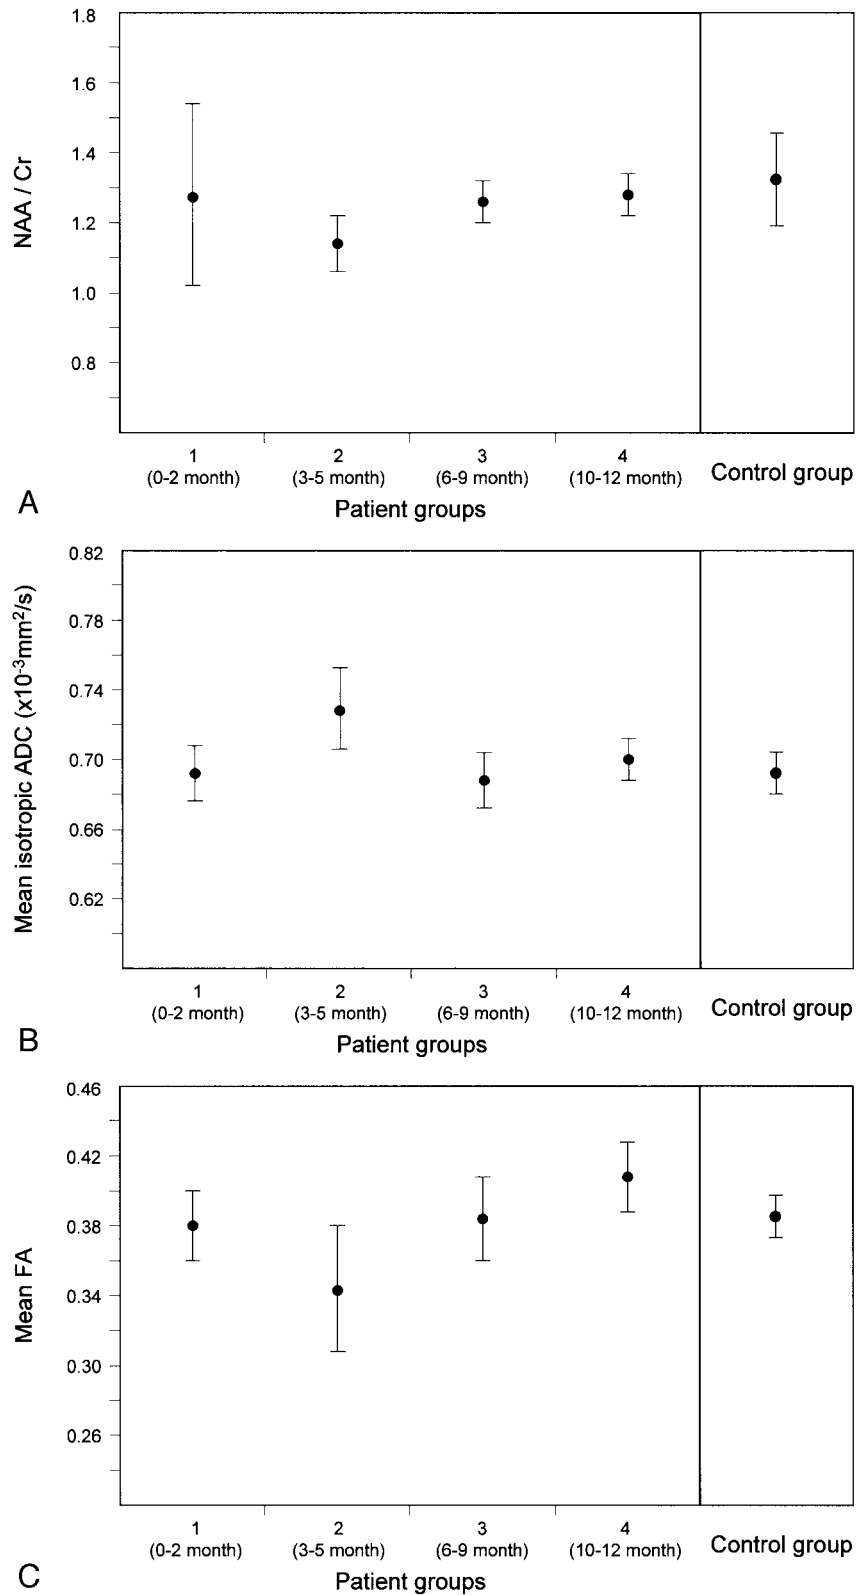 1.8
1.6
1.4
1.2
1.0
0.8
NAA / Cr
1 2 3 4
(0-2 month) (3-5 month) (6-9 month) (10-12 month) Control group
Patient groups
A
0.82
0.78
0.74
0.70
0.66
0.62
Mean isotropic ADC (x10-3mm2/s)
1 2 3 4
(0-2 month) (3-5 month) (6-9 month) (10-12 month) Control group
Patient groups
B
0.46
0.42
0.38
0.34
0.30
0.26
Mean FA
1 2 3 4
(0-2 month) (3-5 month) (6-9 month) (10-12 month) Control group
Patient groups
C